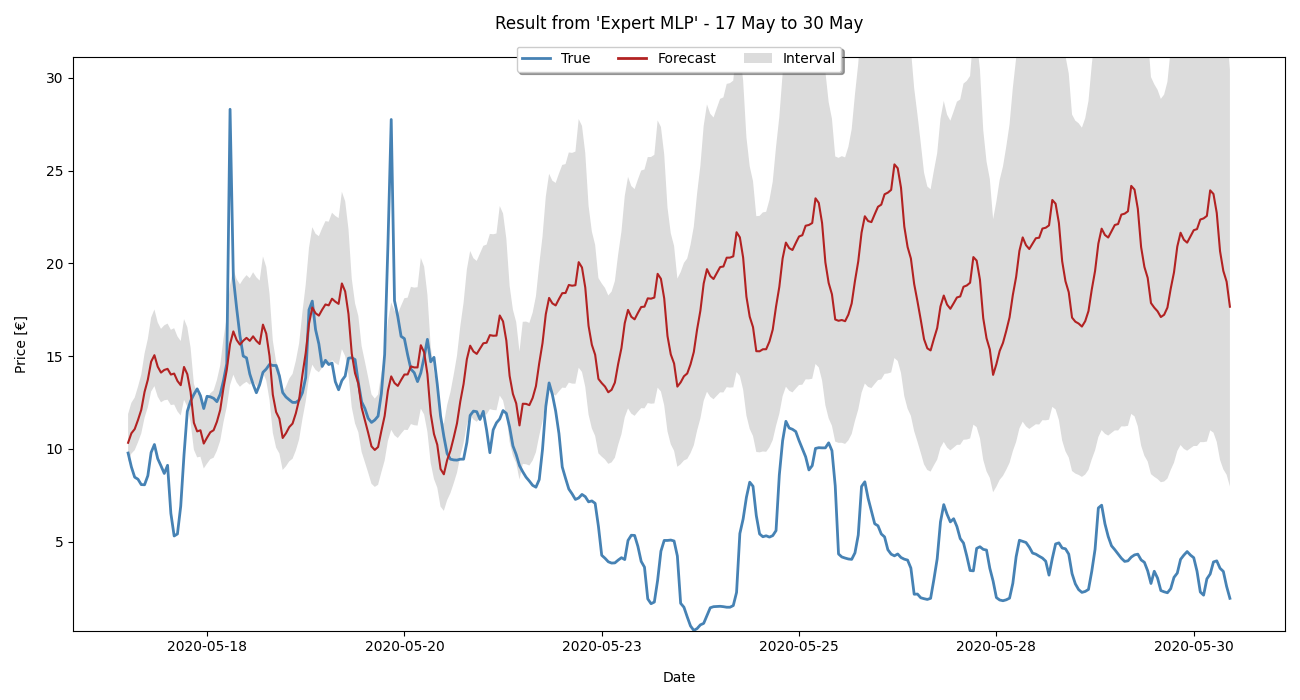 Result from 'Expert MLP' - 17 May to 30 May
True Forecast Interval
30
25
20
15
10
5
Price [€]
2020-05-18 2020-05-20 2020-05-23 2020-05-25 2020-05-28 2020-05-30
Date